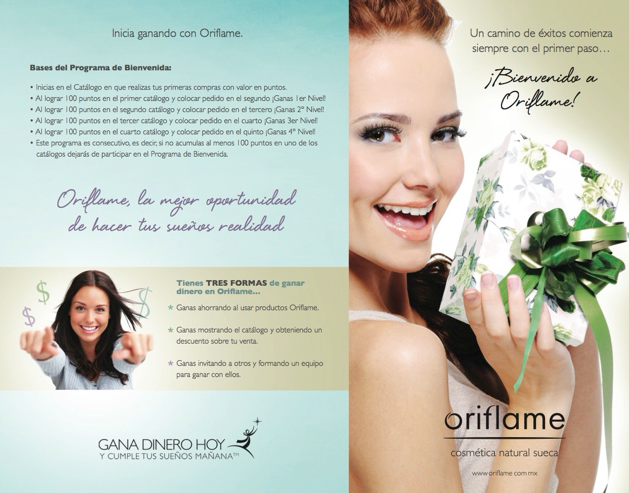 Inicia ganando con Oriflame.
Bases del Programa de Bienvenida:
• Inicias en el Catálogo en que realizas tus primeras compras con valor en puntos.
• Al lograr 100 puntos en el primer catálogo y colocar pedido en el segundo ¡Ganas 1er Nivel!
• Al lograr 100 puntos en el segundo catálogo y colocar pedido en el tercero ¡Ganas 2º Nivel!
• Al lograr 100 puntos en el tercer catálogo y colocar pedido en el cuarto ¡Ganas 3er Nivel!
• Al lograr 100 puntos en el cuarto catálogo y colocar pedido en el quinto ¡Ganas 4º Nivel!
• Este programa es consecutivo, es decir, si no acumulas al menos 100 puntos en uno de los
catálogos dejarás de participar en el Programa de Bienvenida.
Oriflame, la mejor oportunidad
de hacer tus sueños realidad
$
$
$
Tienes TRES FORMAS de ganar
dinero en Oriflame...
* Ganas ahorrando al usar productos Oriflame.
* Ganas mostrando el catálogo y obteniendo un
descuento sobre tu venta.
* Ganas invitando a otros y formando un equipo
para ganar con ellos.
GANA DINERO HOY
Y CUMPLE TUS SUEÑOS MAÑANA™
Un camino de éxitos comienza
siempre con el primer paso...
¡Bienvenido a
Oriflame!
oriflame
cosmética natural sueca
www.oriflame.com.mx